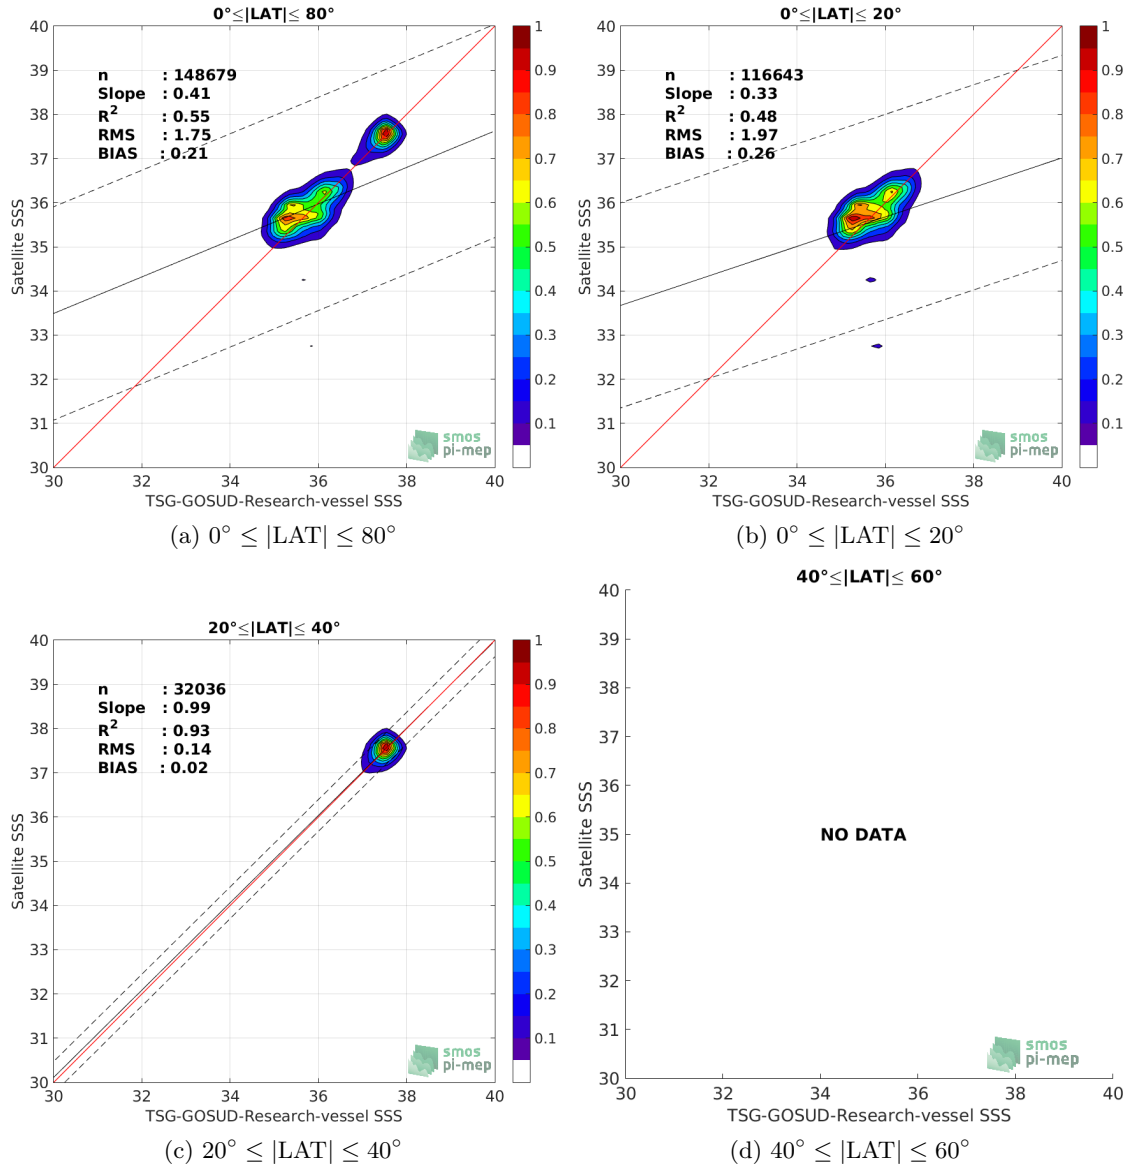 0°≤|LAT|≤ 80°
40
39
38
37
36
35
34
33
32
31
30
Satellite SSS
n : 148679
Slope : 0.41
R² : 0.55
RMS : 1.75
BIAS : 0.21
smos
pi-mep
30 32 34 36 38 40
TSG-GOSUD-Research-vessel SSS
1
0.9
0.8
0.7
0.6
0.5
0.4
0.3
0.2
0.1
(a) 0° ≤ |LAT| ≤ 80°
0°≤|LAT|≤ 20°
40
39
38
37
36
35
34
33
32
31
30
Satellite SSS
n : 116643
Slope : 0.33
R² : 0.48
RMS : 1.97
BIAS : 0.26
smos
pi-mep
30 32 34 36 38 40
TSG-GOSUD-Research-vessel SSS
1
0.9
0.8
0.7
0.6
0.5
0.4
0.3
0.2
0.1
(b) 0° ≤ |LAT| ≤ 20°
20°≤|LAT|≤ 40°
40
39
38
37
36
35
34
33
32
31
30
Satellite SSS
n : 32036
Slope : 0.99
R² : 0.93
RMS : 0.14
BIAS : 0.02
smos
pi-mep
30 32 34 36 38 40
TSG-GOSUD-Research-vessel SSS
1
0.9
0.8
0.7
0.6
0.5
0.4
0.3
0.2
0.1
(c) 20° ≤ |LAT| ≤ 40°
40°≤|LAT|≤ 60°
40
39
38
37
36
35
34
33
32
31
30
Satellite SSS
NO DATA
smos
pi-mep
30 32 34 36 38 40
TSG-GOSUD-Research-vessel SSS
(d) 40° ≤ |LAT| ≤ 60°